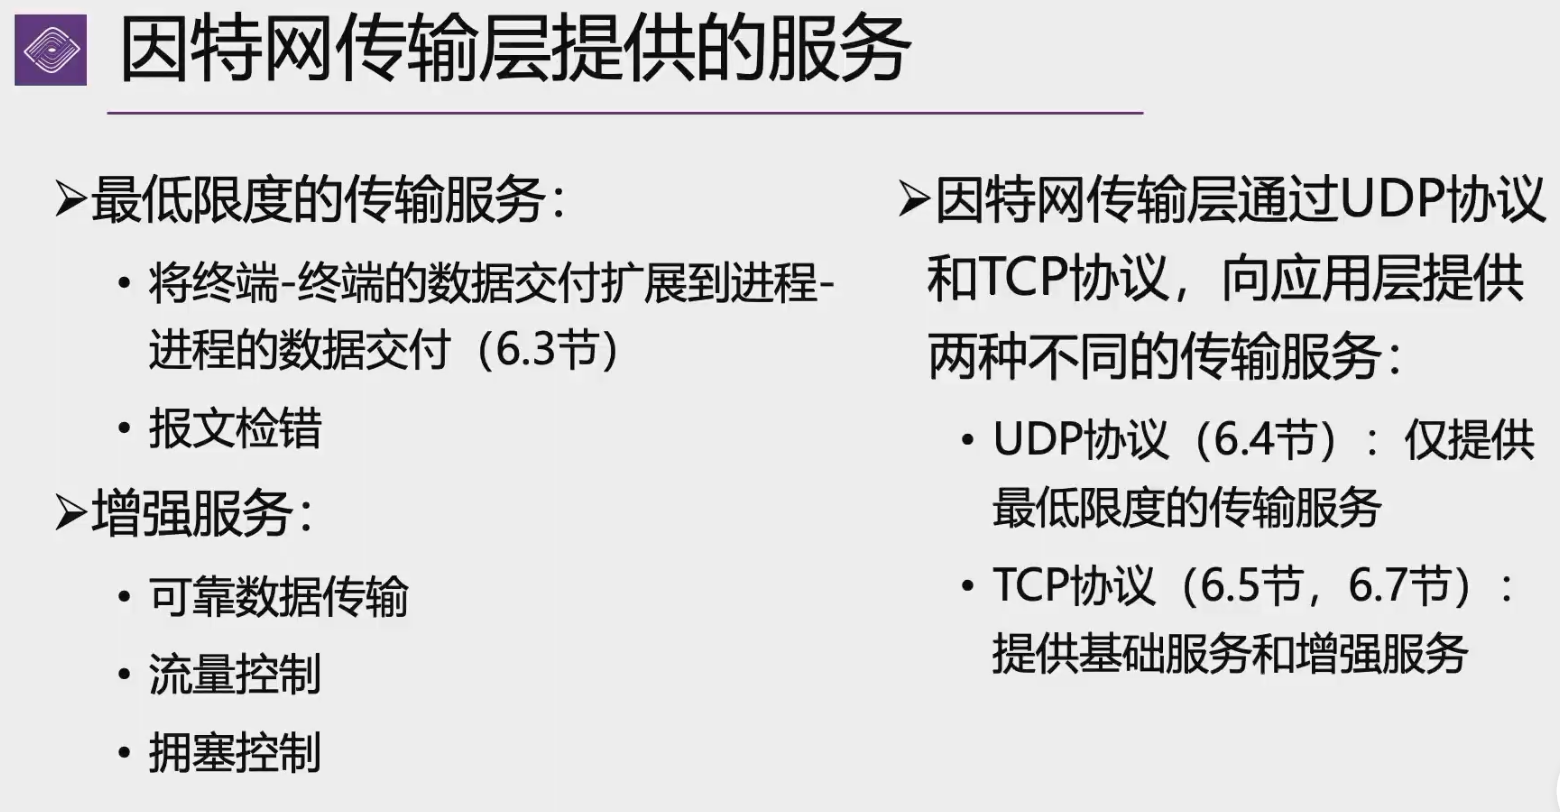 因特网传输层提供的服务
➢最低限度的传输服务：
• 将终端-终端的数据交付扩展到进程-
进程的数据交付（6.3节）
• 报文检错
➢增强服务：
• 可靠数据传输
• 流量控制
• 拥塞控制
➢因特网传输层通过UDP协议
和TCP协议，向应用层提供
两种不同的传输服务：
• UDP协议（6.4节）：仅提供
最低限度的传输服务
• TCP协议（6.5节，6.7节）：
提供基础服务和增强服务